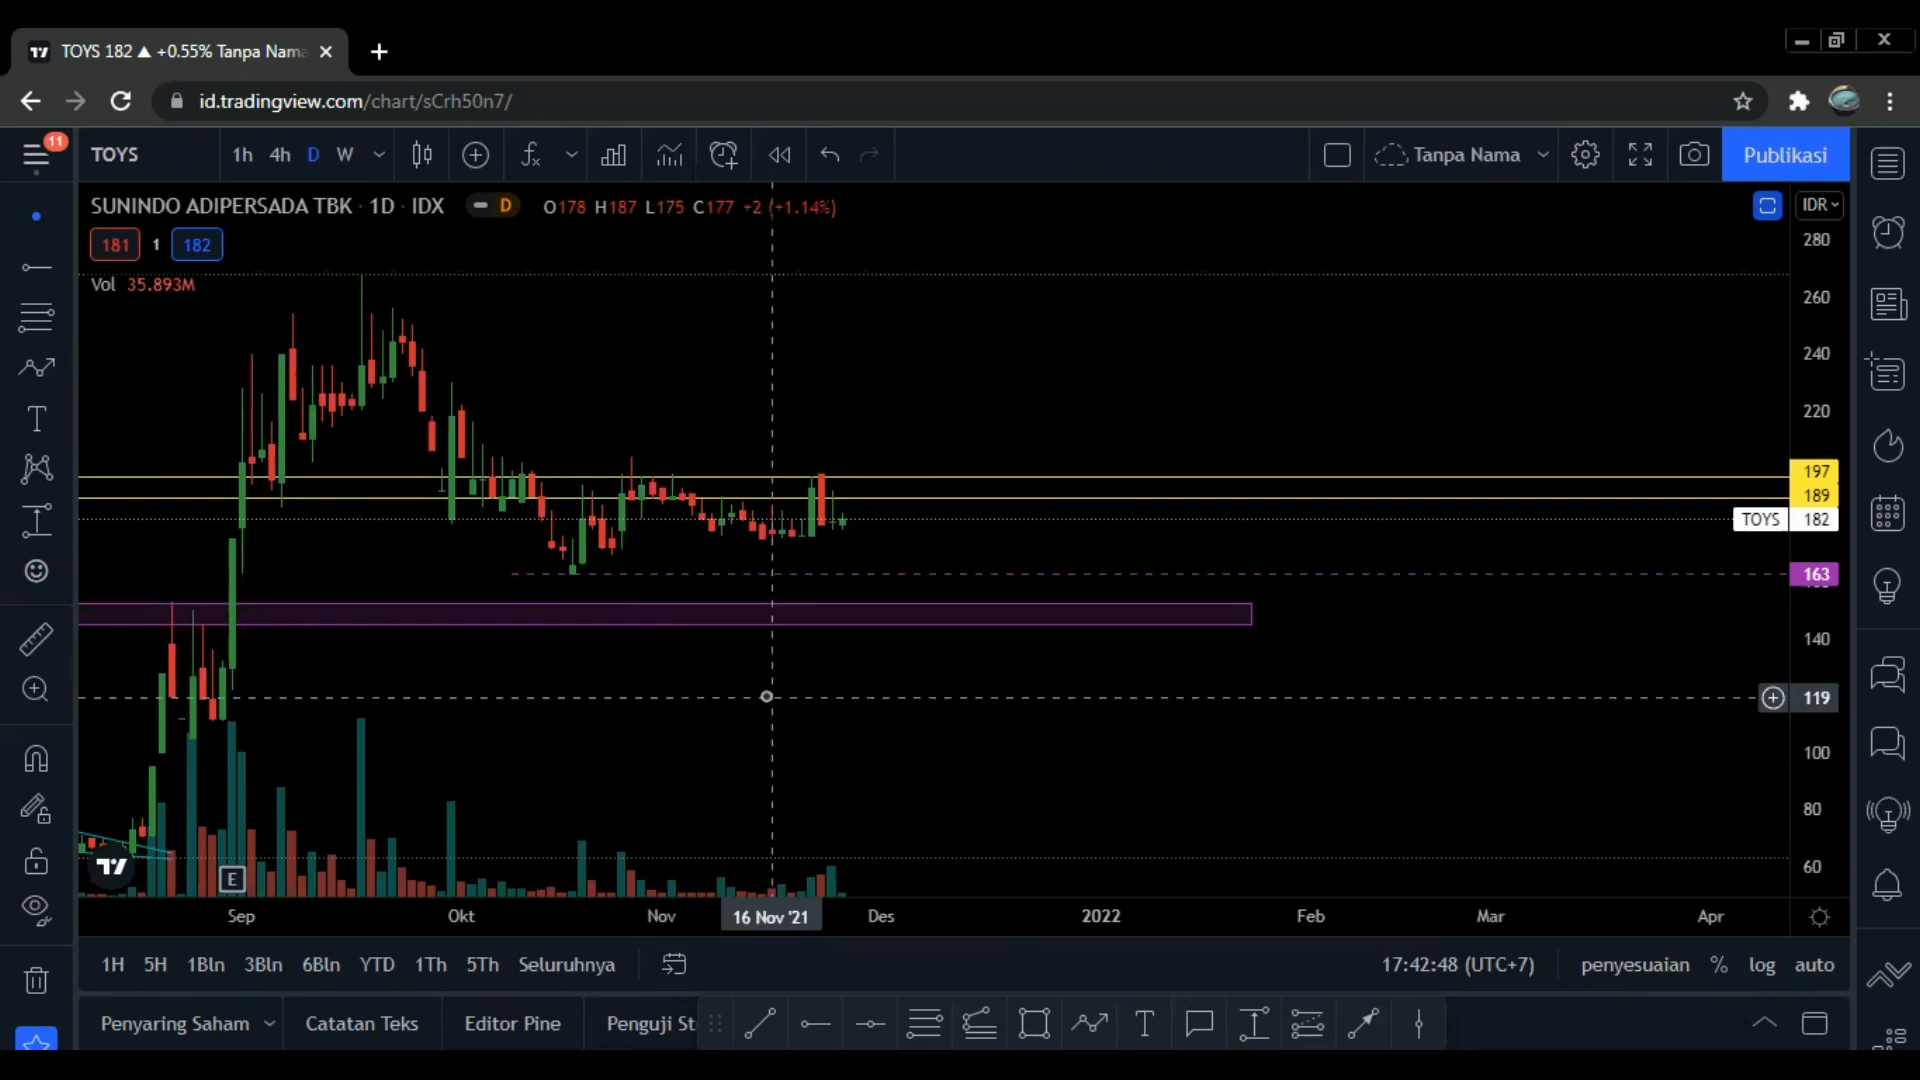 TOYS 182 ▲ +0.55% Tanpa Nama
id.tradingview.com/chart/sCrh50n7/
11
TOYS 1h 4h D W Tanpa Nama Publikasi
SUNINDO ADIPERSADA TBK · 1D · IDX D O178 H187 L175 C177 +2 (+1.14%) IDR
181 1 182
Vol 35.893M
280
260
240
220
197
189
TOYS 182
163
140
119
100
80
60
E
Sep Okt Nov 16 Nov '21 Des 2022 Feb Mar Apr
1H 5H 1Bln 3Bln 6Bln YTD 1Th 5Th Seluruhnya 17:42:48 (UTC+7) penyesuaian % log auto
Penyaring Saham Catatan Teks Editor Pine Penguji St